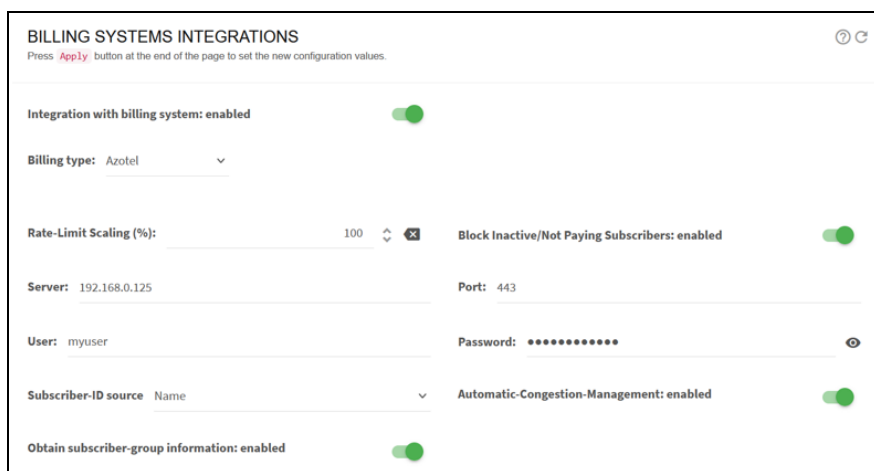 BILLING SYSTEMS INTEGRATIONS
Press Apply button at the end of the page to set the new configuration values.
Integration with billing system: enabled
Billing type: Azotel
Rate-Limit Scaling (%): 100
Block Inactive/Not Paying Subscribers: enabled
Server: 192.168.0.125
Port: 443
User: myuser
Password: ●●●●●●●●●●●●
Subscriber-ID source Name
Automatic-Congestion-Management: enabled
Obtain subscriber-group information: enabled